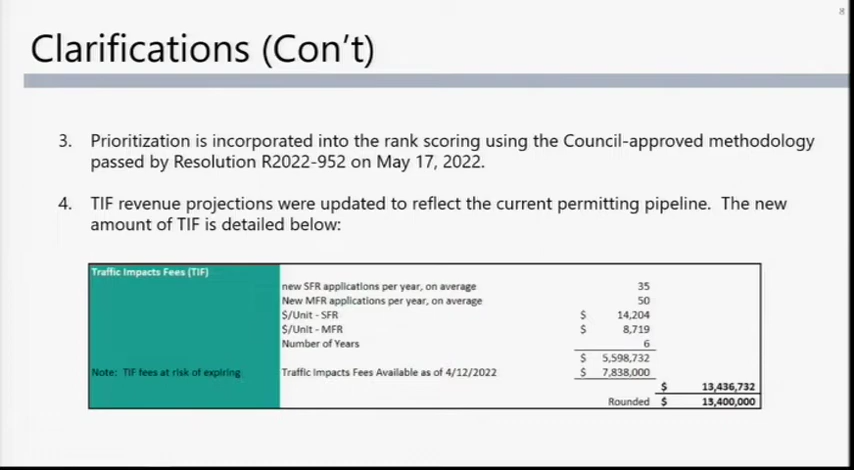 8
Clarifications (Con't)
3. Prioritization is incorporated into the rank scoring using the Council-approved methodology
passed by Resolution R2022-952 on May 17, 2022.
4. TIF revenue projections were updated to reflect the current permitting pipeline. The new
amount of TIF is detailed below:
Traffic Impacts Fees (TIF)
new SFR applications per year, on average 35
New MFR applications per year, on average 50
$/Unit - SFR $ 14,204
$/Unit - MFR $ 8,719
Number of Years 6
$ 5,598,732
Note: TIF fees at risk of expiring Traffic Impacts Fees Available as of 4/12/2022 $ 7,838,000
$ 13,436,732
Rounded $ 13,400,000